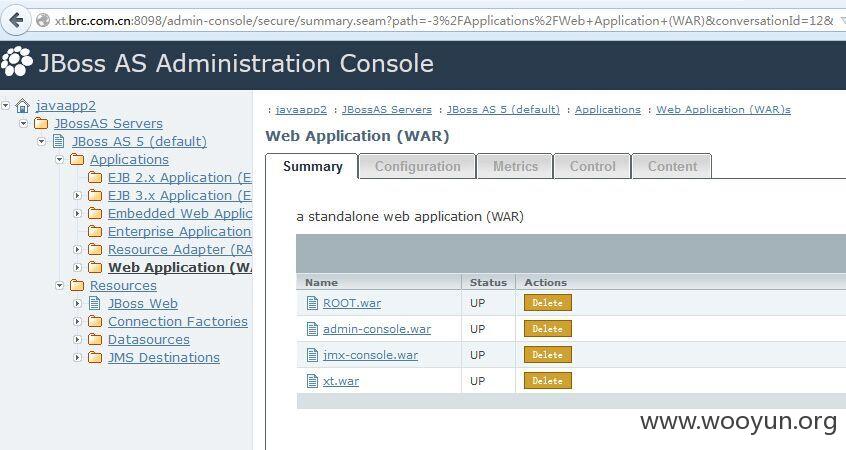 xt.brc.com.cn:8098/admin-console/secure/summary.seam?path=-3%2FApplications%2FWeb+Application+(WAR)&conversationId=12&
JBoss AS Administration Console
javaapp2
JBossAS Servers
JBoss AS 5 (default)
Applications
EJB 2.x Application (E
EJB 3.x Application (E
Embedded Web Applic
Enterprise Application
Resource Adapter (RA
Web Application (WA
Resources
JBoss Web
Connection Factories
Datasources
JMS Destinations
: javaapp2 : JBossAS Servers : JBoss AS 5 (default) : Applications : Web Application (WAR)s
Web Application (WAR)
Summary Configuration Metrics Control Content
a standalone web application (WAR)
Name Status Actions
ROOT.war UP Delete
admin-console.war UP Delete
jmx-console.war UP Delete
xt.war UP Delete
www.wooyun.org